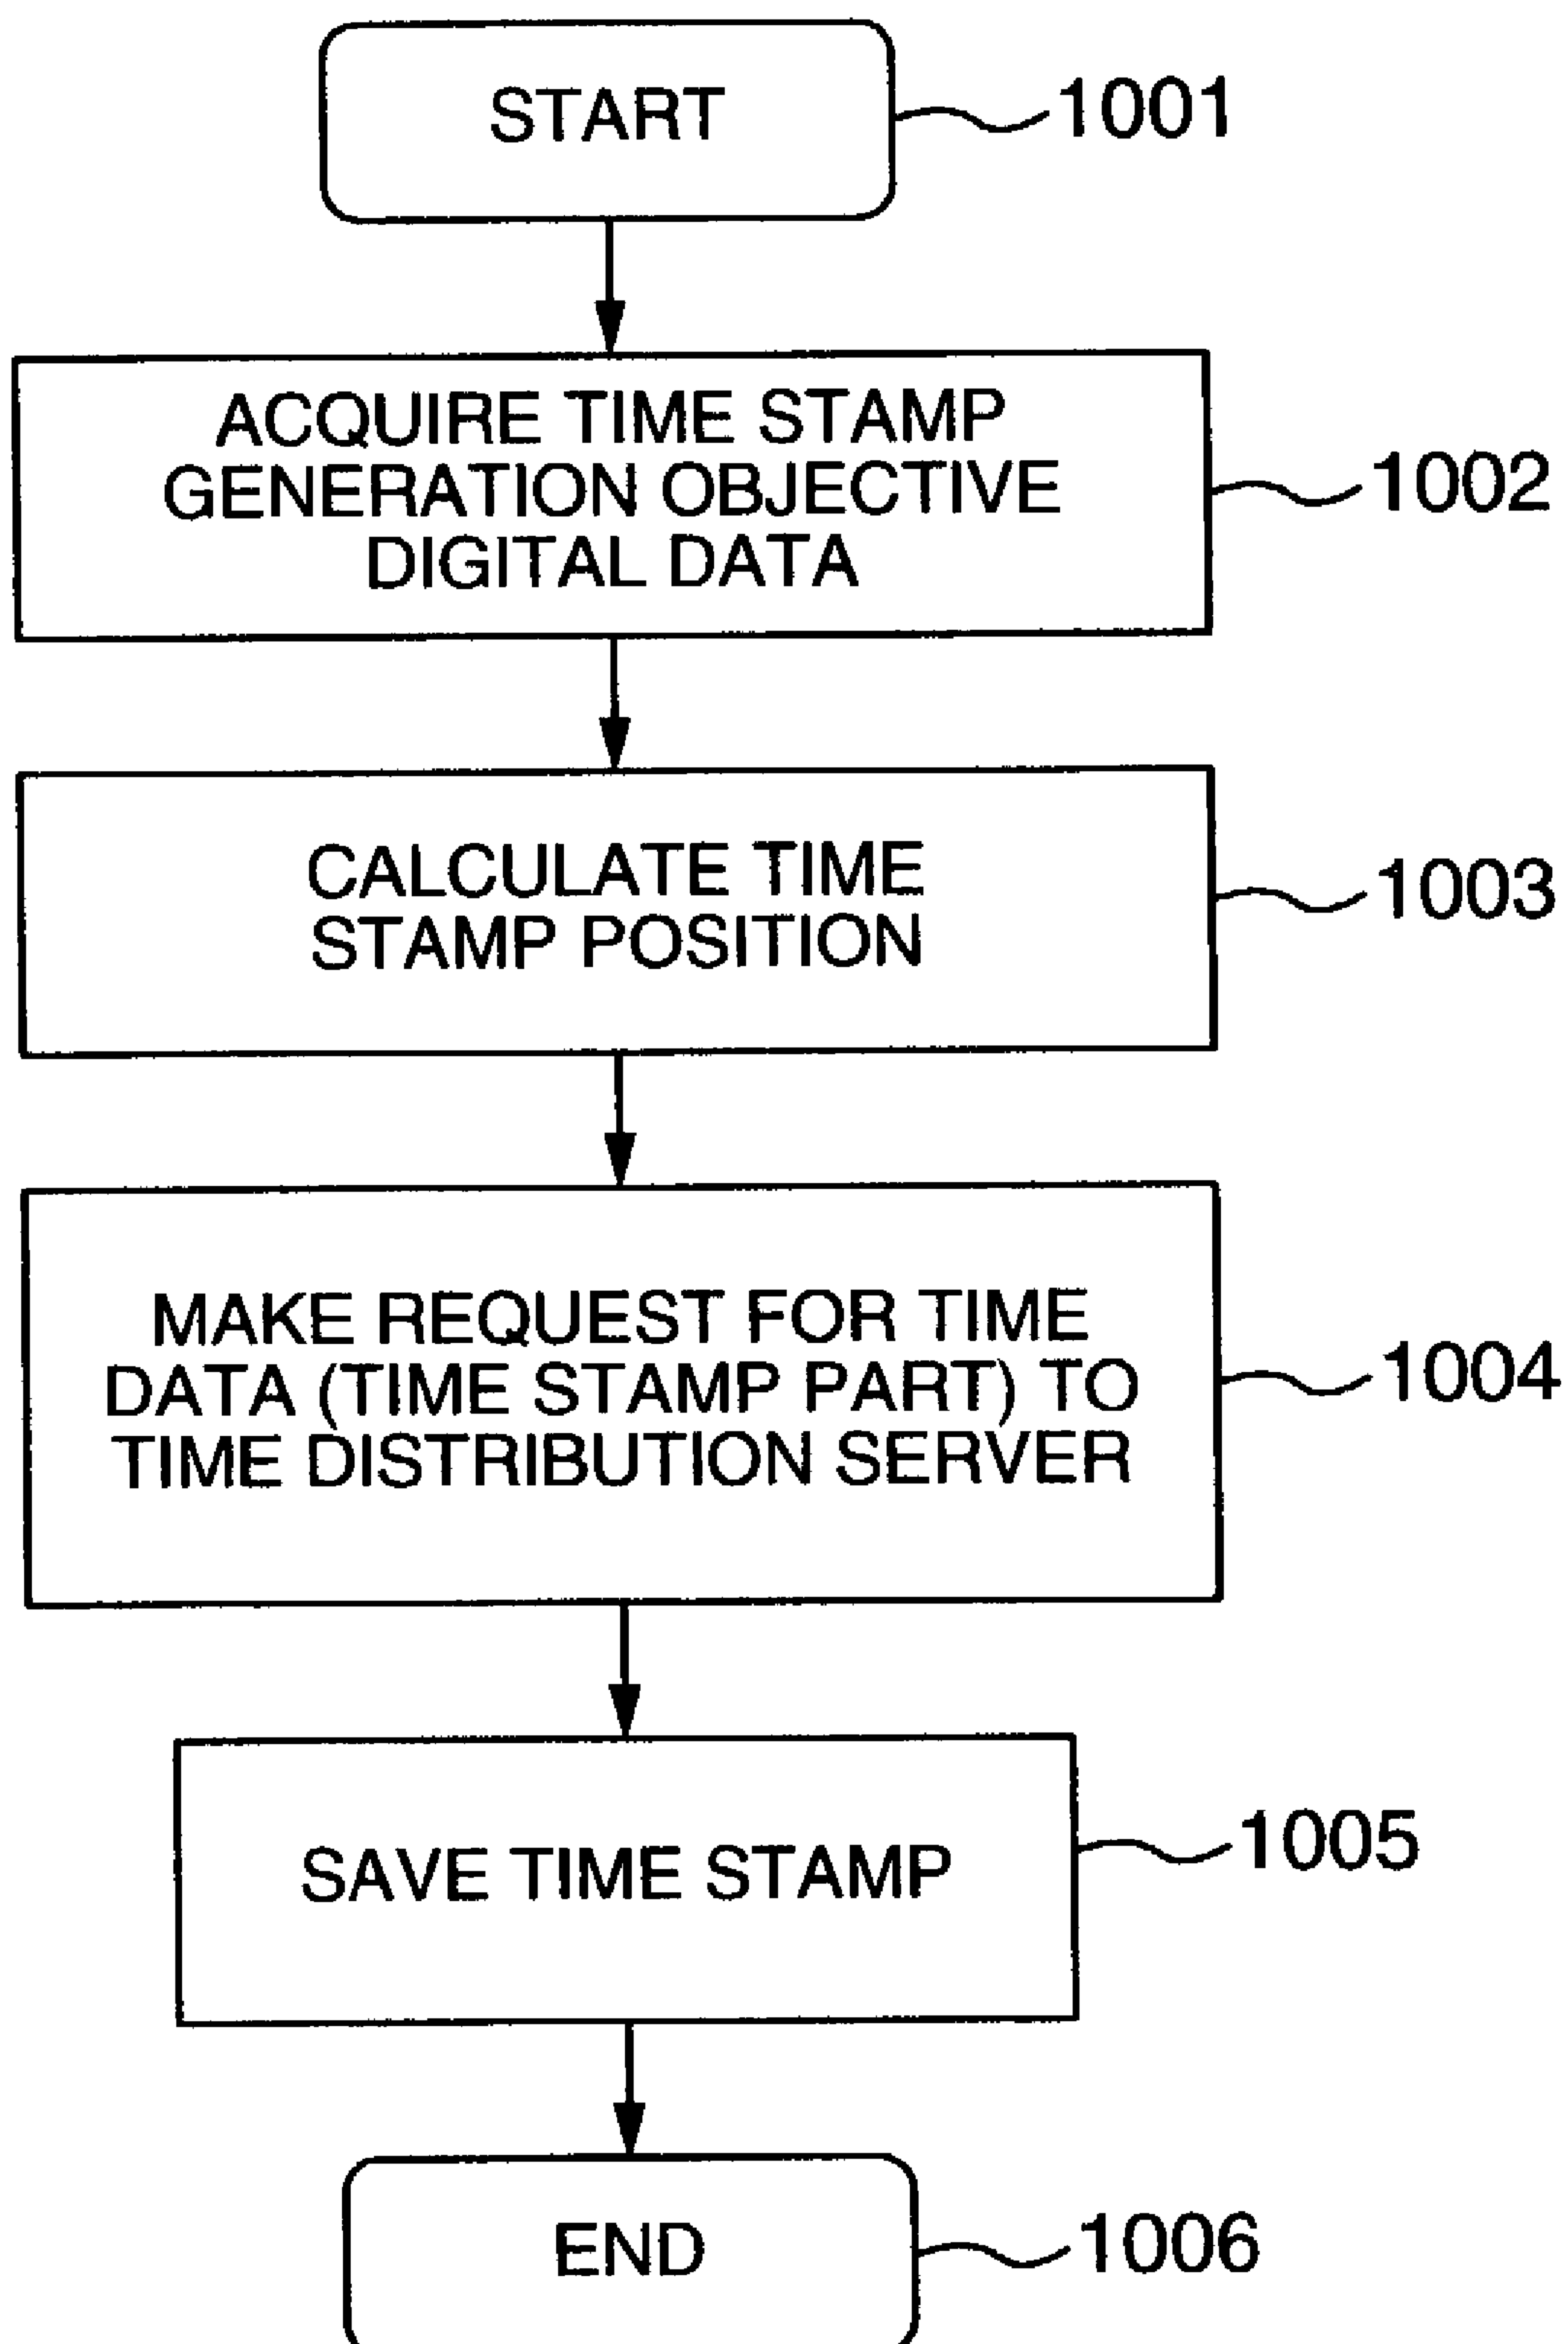 START
1001
ACQUIRE TIME STAMP
GENERATION OBJECTIVE
DIGITAL DATA
1002
CALCULATE TIME
STAMP POSITION
1003
MAKE REQUEST FOR TIME
DATA (TIME STAMP PART) TO
TIME DISTRIBUTION SERVER
1004
SAVE TIME STAMP
1005
END
1006